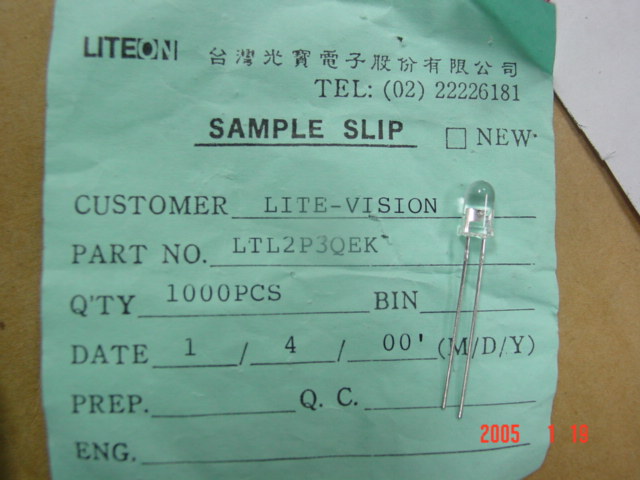 LITEON 台灣光寶電子股份有限公司
TEL: (02) 22226181
SAMPLE SLIP □ NEW
CUSTOMER LITE-VISION
PART NO. LTL2P3QEK
Q'TY 1000PCS BIN
DATE 1 / 4 / 00' (M/D/Y)
PREP. Q. C.
ENG.
2005 1 19